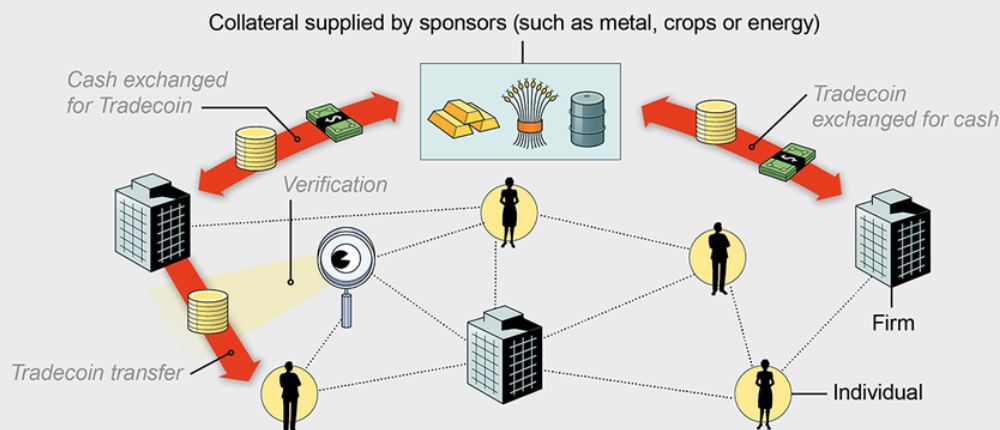 Collateral supplied by sponsors (such as metal, crops or energy)
Cash exchanged
for Tradecoin
Tradecoin
exchanged for cash
Verification
Firm
Tradecoin transfer
Individual